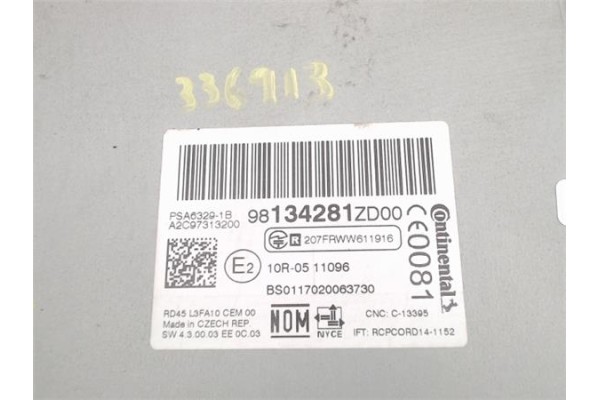 336913
PSA6329-1B
A2C97313200
98134281ZD00
R 207FRWW611916
E2
10R-05 11096
BS0117020063730
RD45 L3FA10 CEM 00
Made in CZECH REP
SW 4.3.00.03 EE 0C.03
NOM
NYCE
CNC: C-13395
IFT: RCPCORD14-1152
CE0081
Continental